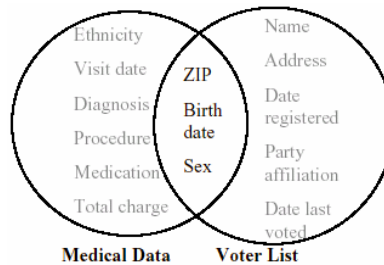 Ethnicity
Visit date
Diagnosis
Procedure
Medication
Total charge
ZIP
Birth
date
Sex
Name
Address
Date
registered
Party
affiliation
Date last
voted
Medical Data
Voter List